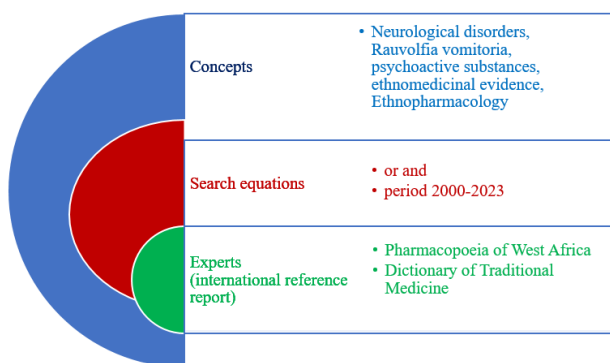 Concepts
• Neurological disorders,
Rauvolfia vomitoria,
psychoactive substances,
ethnomedicinal evidence,
Ethnopharmacology
Search equations
• or and
• period 2000-2023
Experts
(international reference
report)
• Pharmacopoeia of West Africa
• Dictionary of Traditional
Medicine